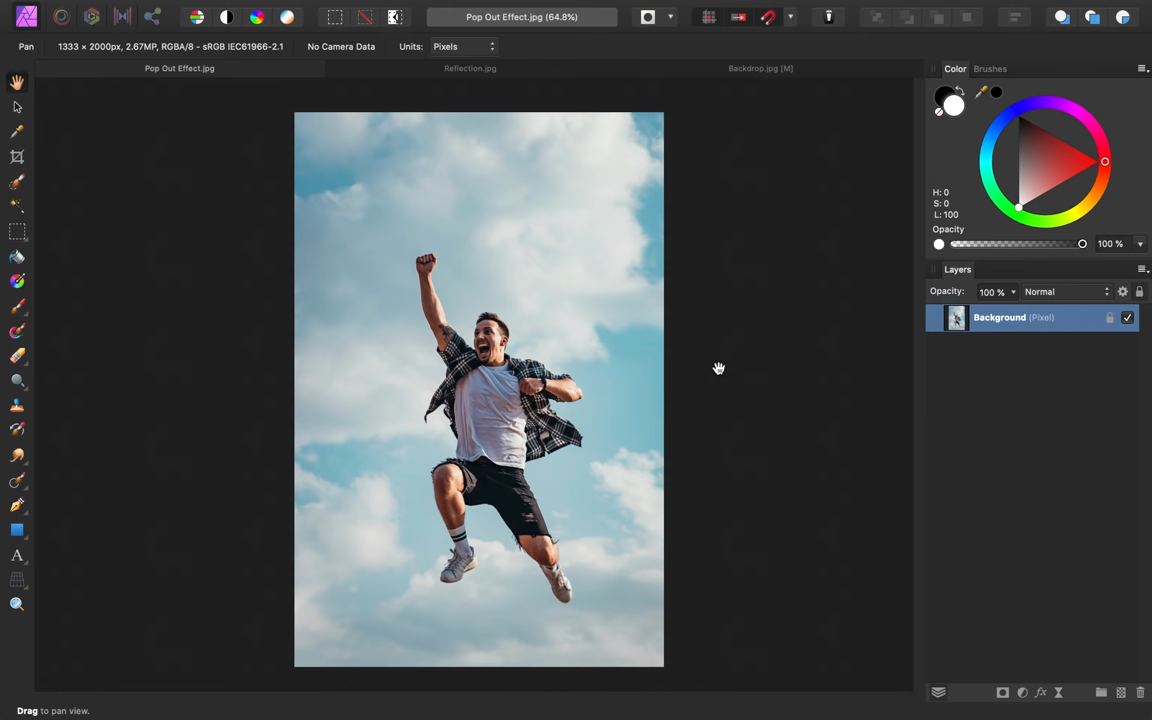 Pop Out Effect.jpg (64.8%)
Pan
1333 × 2000px, 2.67MP, RGBA/8 - sRGB IEC61966-2.1
No Camera Data
Units:
Pixels
Pop Out Effect.jpg
Reflection.jpg
Backdrop.jpg [M]
Color
Brushes
H: 0
S: 0
L: 100
Opacity
100 %
Layers
Opacity:
100 %
Normal
Background (Pixel)
A
fx
Drag to pan view.